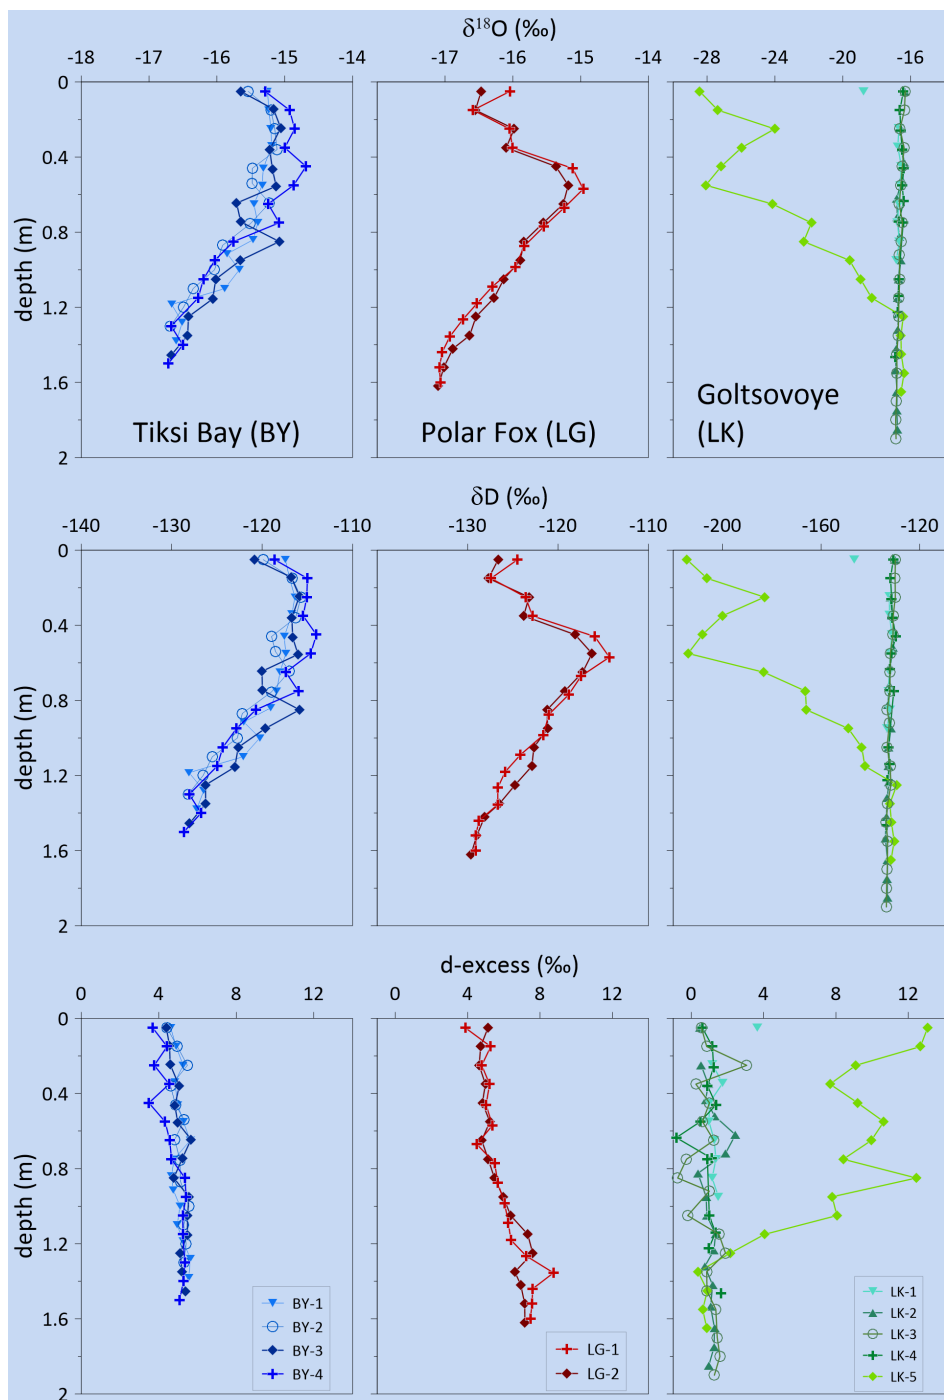 δ¹⁸O (‰)
-18 -17 -16 -15 -14
-17 -16 -15 -14
-28 -23 -18 -16
0
0.4
0.8
1.2
1.6
2
depth (m)
Tiksi Bay (BY)
Polar Fox (LG)
Goltsovoye
(LK)
δD (‰)
-140 -130 -120 -110
-130 -120 -110
-200 -160 -120
0
0.4
0.8
1.2
1.6
2
depth (m)
d-excess (‰)
0 4 8 12
0 4 8 12
0 4 8 12
0
0.4
0.8
1.2
1.6
2
depth (m)
BY-1
BY-2
BY-3
BY-4
LG-1
LG-2
LK-1
LK-2
LK-3
LK-4
LK-5